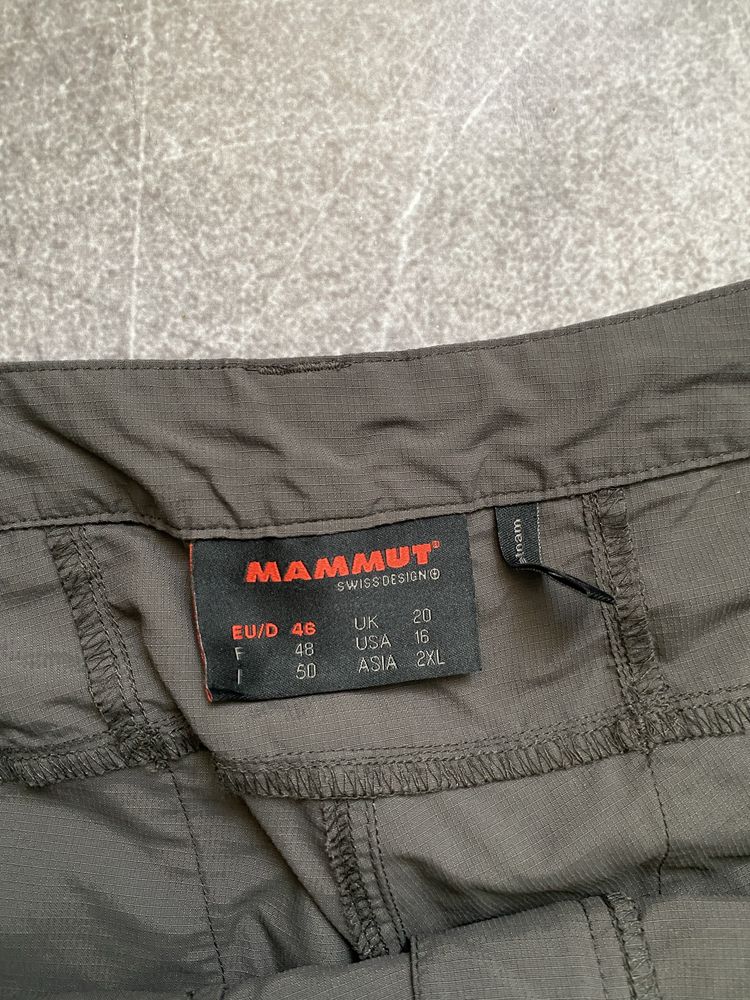 MAMMUT®
SWISSDESIGN
EU/D 46 UK 20
F 48 USA 16
I 50 ASIA 2XL